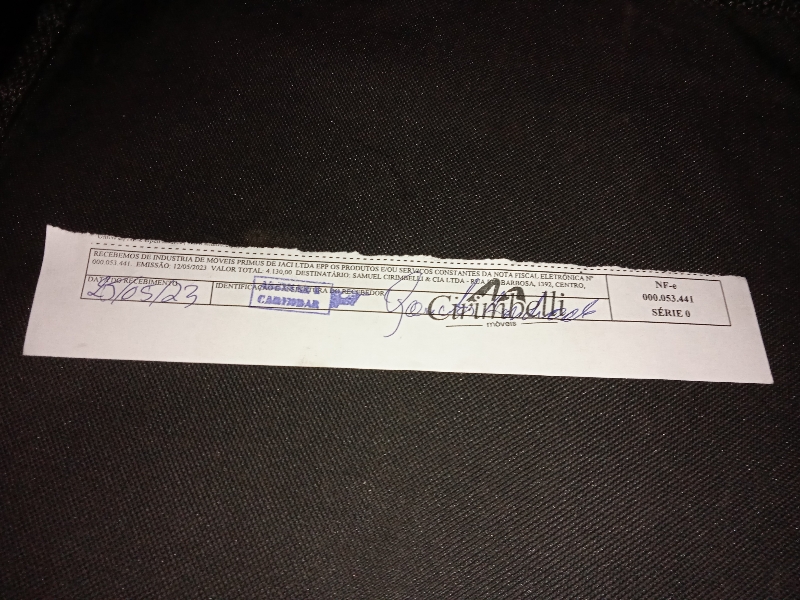 RECEBEMOS DE INDUSTRIA DE MOVEIS PRIMUS DE JACI LTDA EPP OS PRODUTOS E/OU SERVIÇOS CONSTANTES DA NOTA FISCAL ELETRÔNICA Nº
000.053.441. EMISSÃO: 12/05/2023 VALOR TOTAL: 4.130,00 DESTINATÁRIO: SAMUEL CIRIMBELLI & CIA LTDA - RUA BARBOSA, 1392, CENTRO,
DATA DO RECEBIMENTO
/05/23
IDENTIFICAÇÃO E ASSINATURA DO RECEBEDOR
CARIMBAR
Cirimbelli
móveis
NF-e
000.053.441
SÉRIE 0